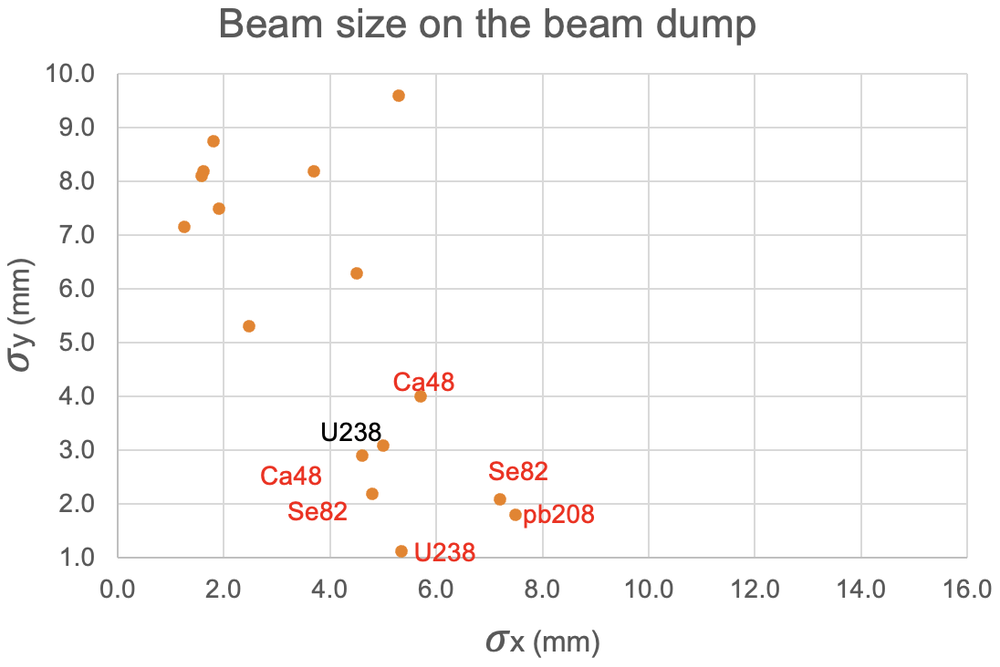 Beam size on the beam dump
10.0
9.0
8.0
7.0
6.0
5.0
4.0
3.0
2.0
1.0
σy (mm)
Ca48
U238
Ca48
Se82
Se82
pb208
U238
0.0 2.0 4.0 6.0 8.0 10.0 12.0 14.0 16.0
σx (mm)